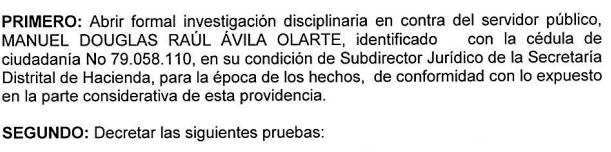 PRIMERO: Abrir formal investigación disciplinaria en contra del servidor público,
MANUEL DOUGLAS RAÚL ÁVILA OLARTE, identificado con la cédula de
ciudadanía No 79.058.110, en su condición de Subdirector Jurídico de la Secretaría
Distrital de Hacienda, para la época de los hechos, de conformidad con lo expuesto
en la parte considerativa de esta providencia.
SEGUNDO: Decretar las siguientes pruebas: